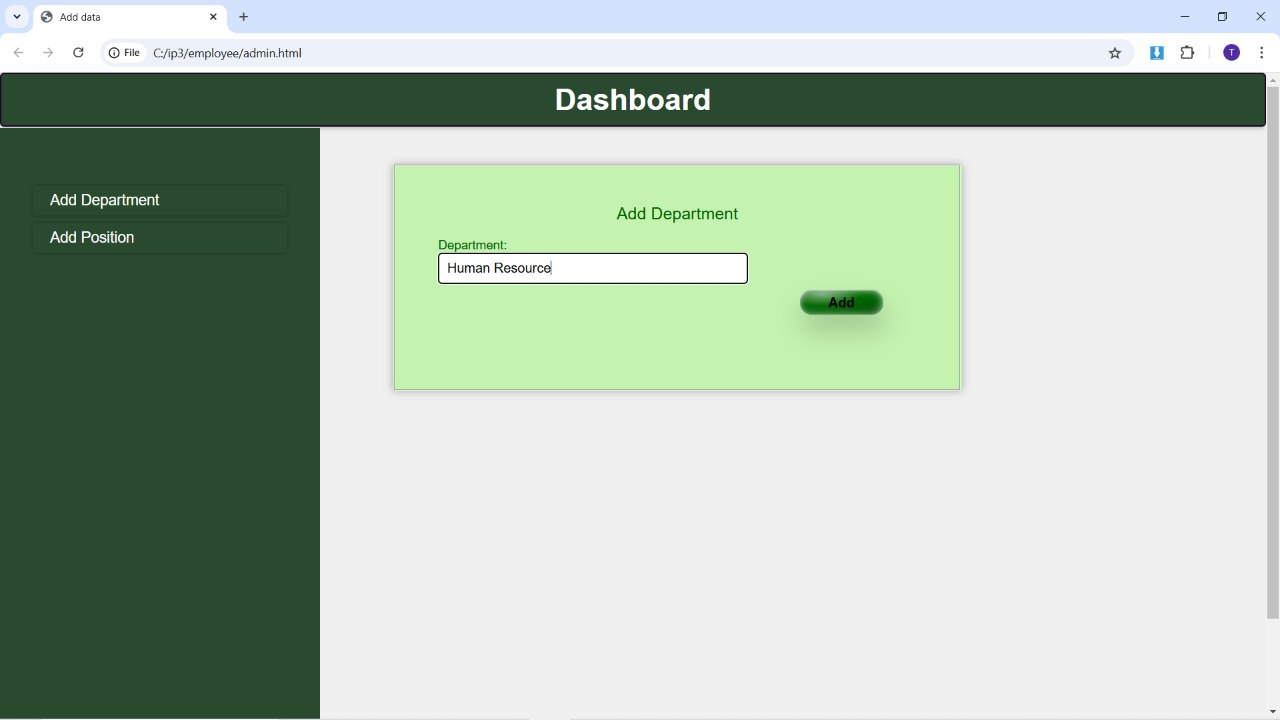 Add data
File C:/ip3/employee/admin.html
T
Dashboard
Add Department
Add Position
Add Department
Department:
Human Resource
Add